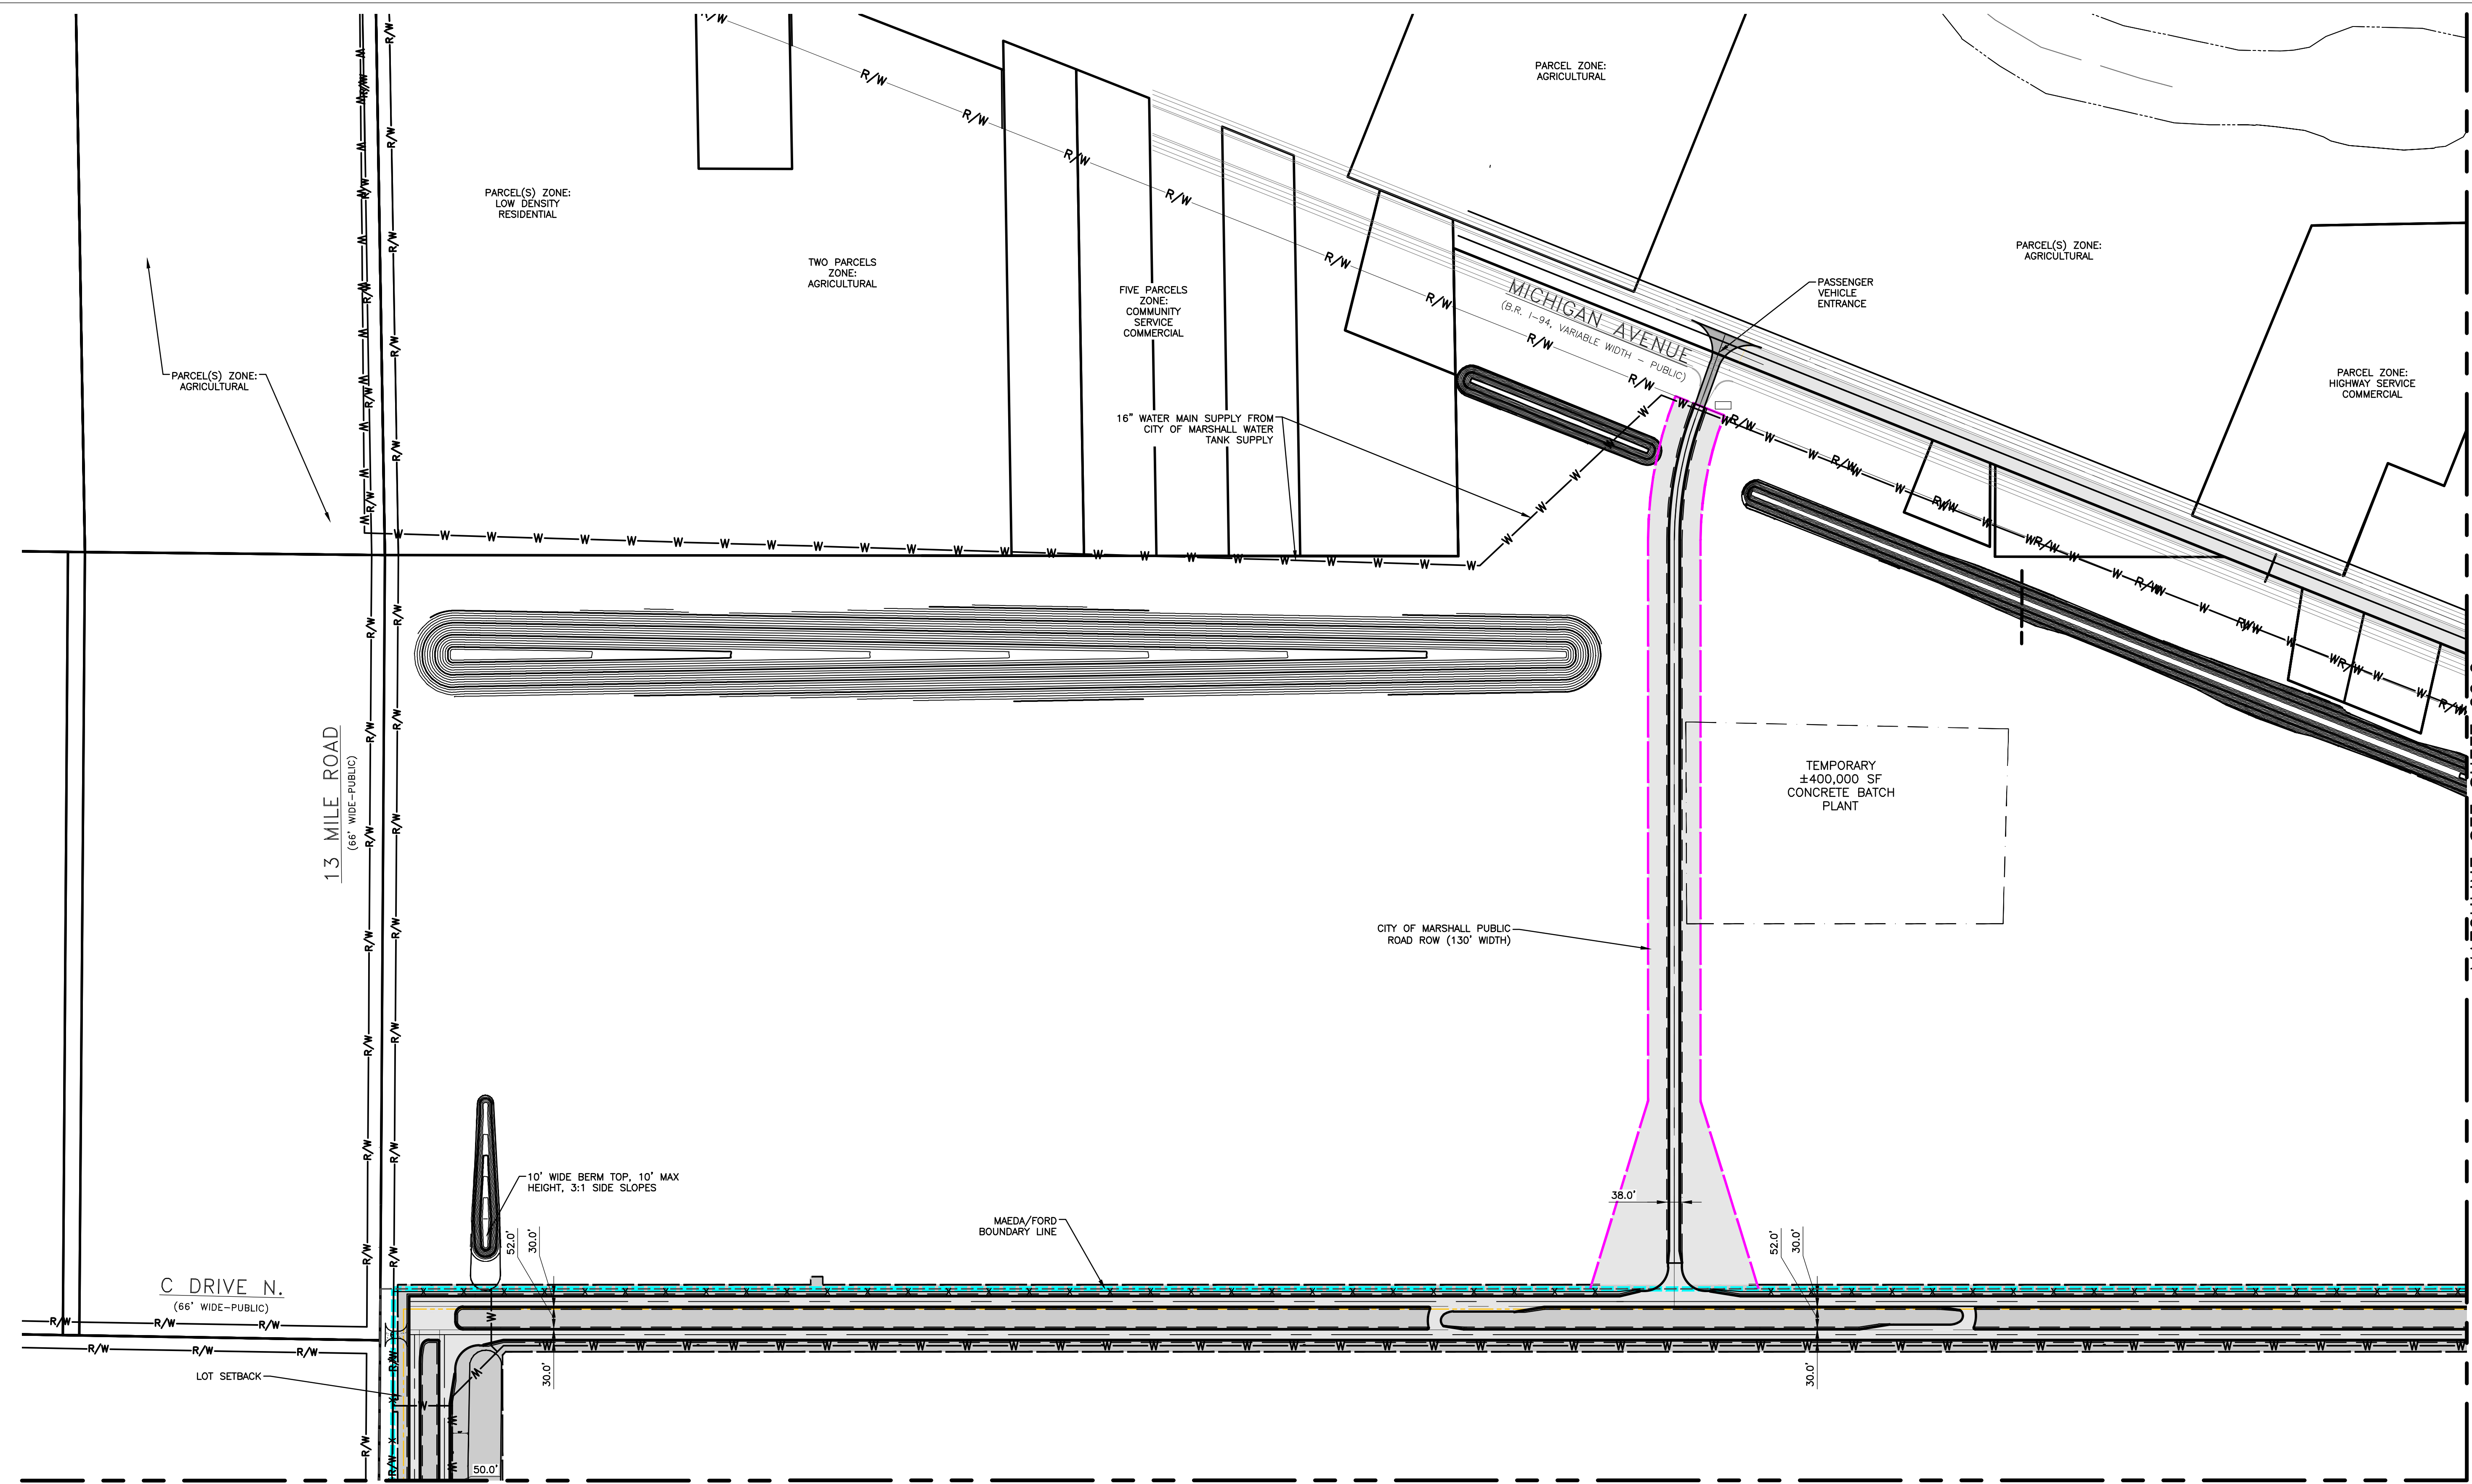 PARCEL ZONE:
AGRICULTURAL
PARCEL(S) ZONE:
LOW DENSITY
RESIDENTIAL
TWO PARCELS
ZONE:
AGRICULTURAL
FIVE PARCELS
ZONE:
COMMUNITY
SERVICE
COMMERCIAL
PARCEL(S) ZONE:
AGRICULTURAL
PASSENGER
VEHICLE
ENTRANCE
MICHIGAN AVENUE
(B.R. I-94, VARIABLE WIDTH - PUBLIC)
PARCEL ZONE:
HIGHWAY SERVICE
COMMERCIAL
PARCEL(S) ZONE:
AGRICULTURAL
16" WATER MAIN SUPPLY FROM
CITY OF MARSHALL WATER
TANK SUPPLY
R/W
W
13 MILE ROAD
(66' WIDE-PUBLIC)
TEMPORARY
±400,000 SF
CONCRETE BATCH
PLANT
CITY OF MARSHALL PUBLIC
ROAD ROW (130' WIDTH)
10' WIDE BERM TOP, 10' MAX
HEIGHT, 3:1 SIDE SLOPES
38.0'
MAEDA/FORD
BOUNDARY LINE
52.0'
30.0'
52.0'
30.0'
C DRIVE N.
(66' WIDE-PUBLIC)
LOT SETBACK
30.0'
30.0'
50.0'